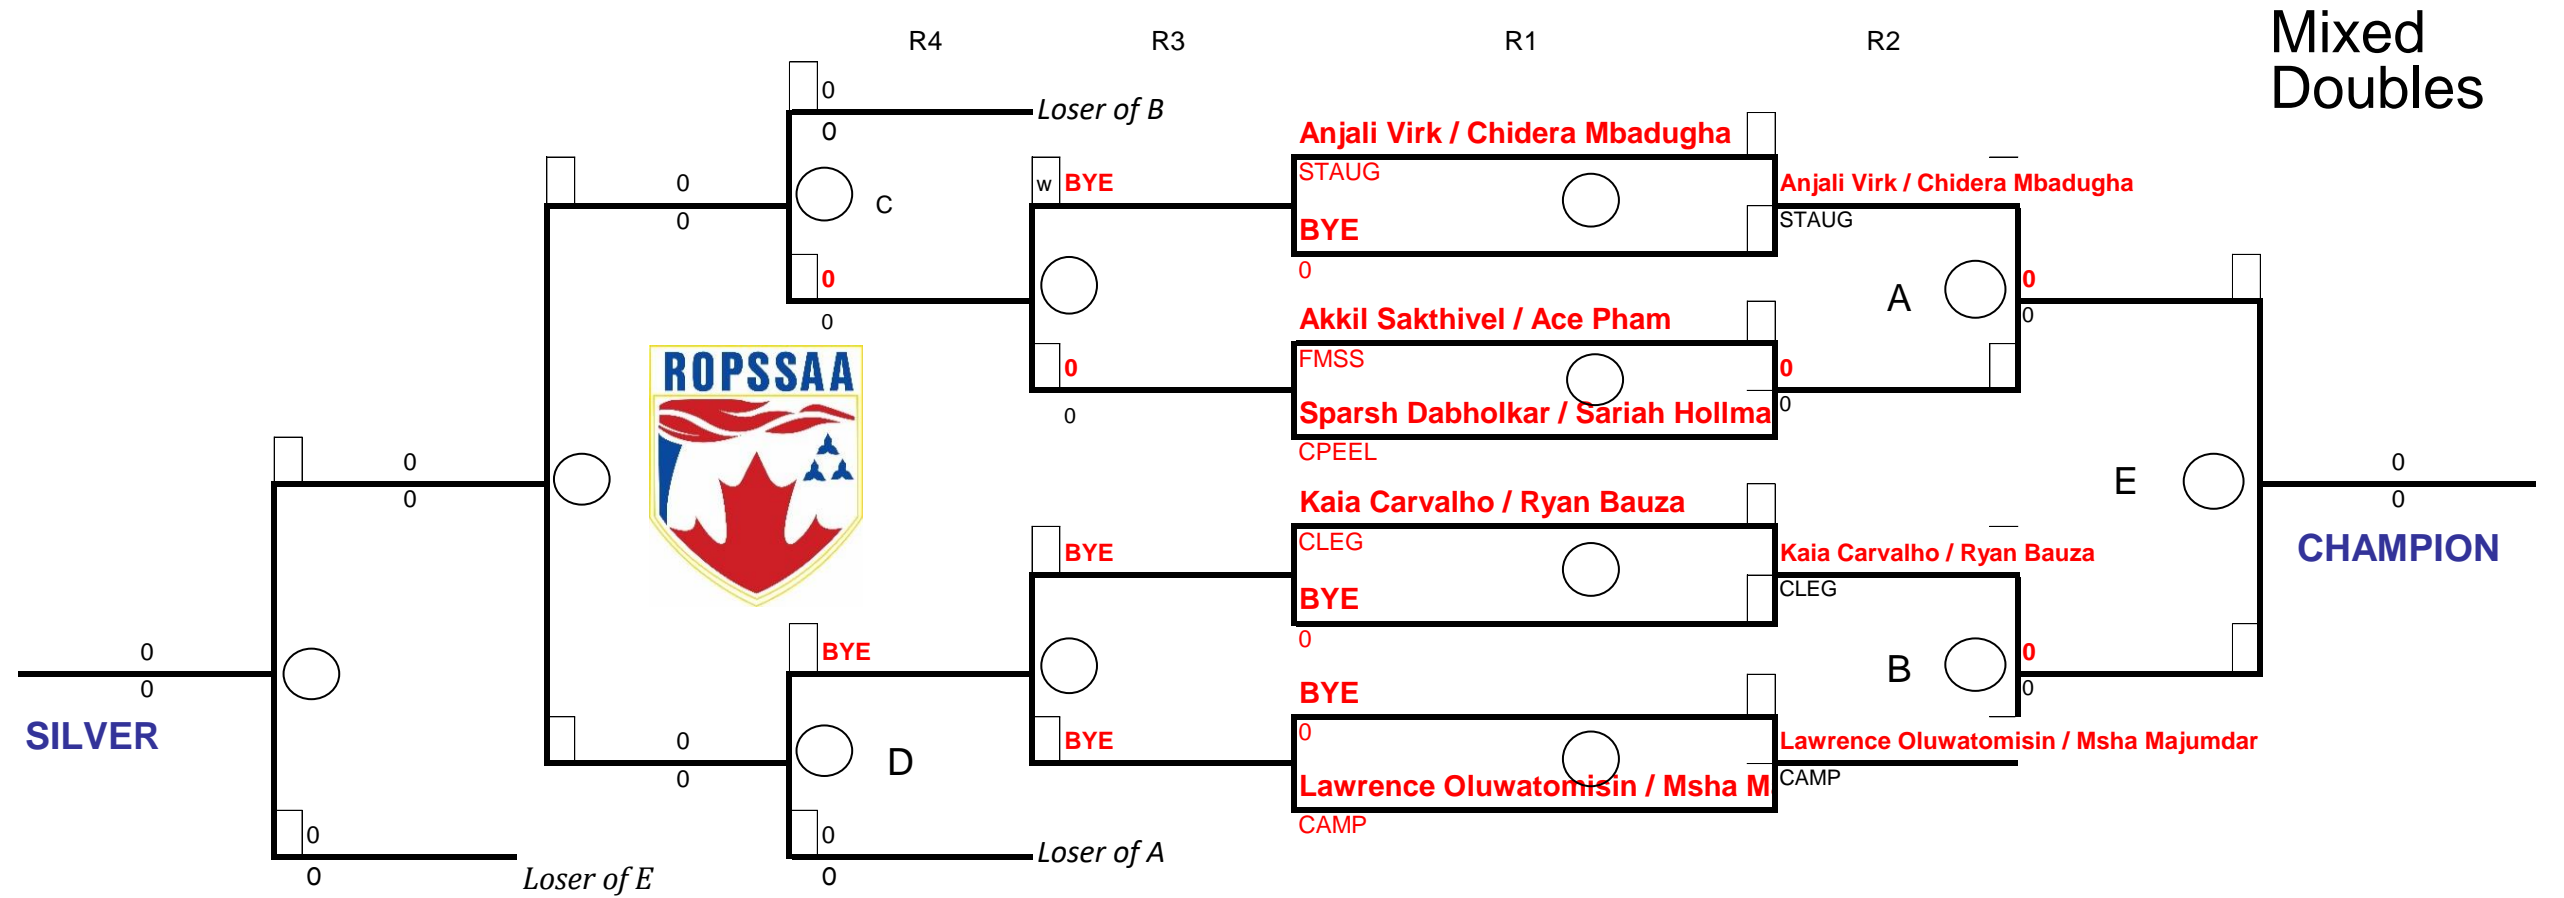 Mixed
Doubles
R4
R3
R1
R2
0
0
Loser of B
C
0
0
0
0
w
BYE
0
0
Anjali Virk / Chidera Mbadugha
STAUG
BYE
0
Akkil Sakthivel / Ace Pham
FMSS
Sparsh Dabholkar / Sariah Hollma
CPEEL
Kaia Carvalho / Ryan Bauza
CLEG
BYE
0
BYE
0
Lawrence Oluwatomisin / Msha M
CAMP
Anjali Virk / Chidera Mbadugha
STAUG
A
0
0
0
0
Kaia Carvalho / Ryan Bauza
CLEG
B
0
0
Lawrence Oluwatomisin / Msha Majumdar
CAMP
E
0
0
CHAMPION
ROPSSAA
0
0
BYE
BYE
BYE
D
0
0
0
0
Loser of A
0
0
SILVER
0
0
Loser of E